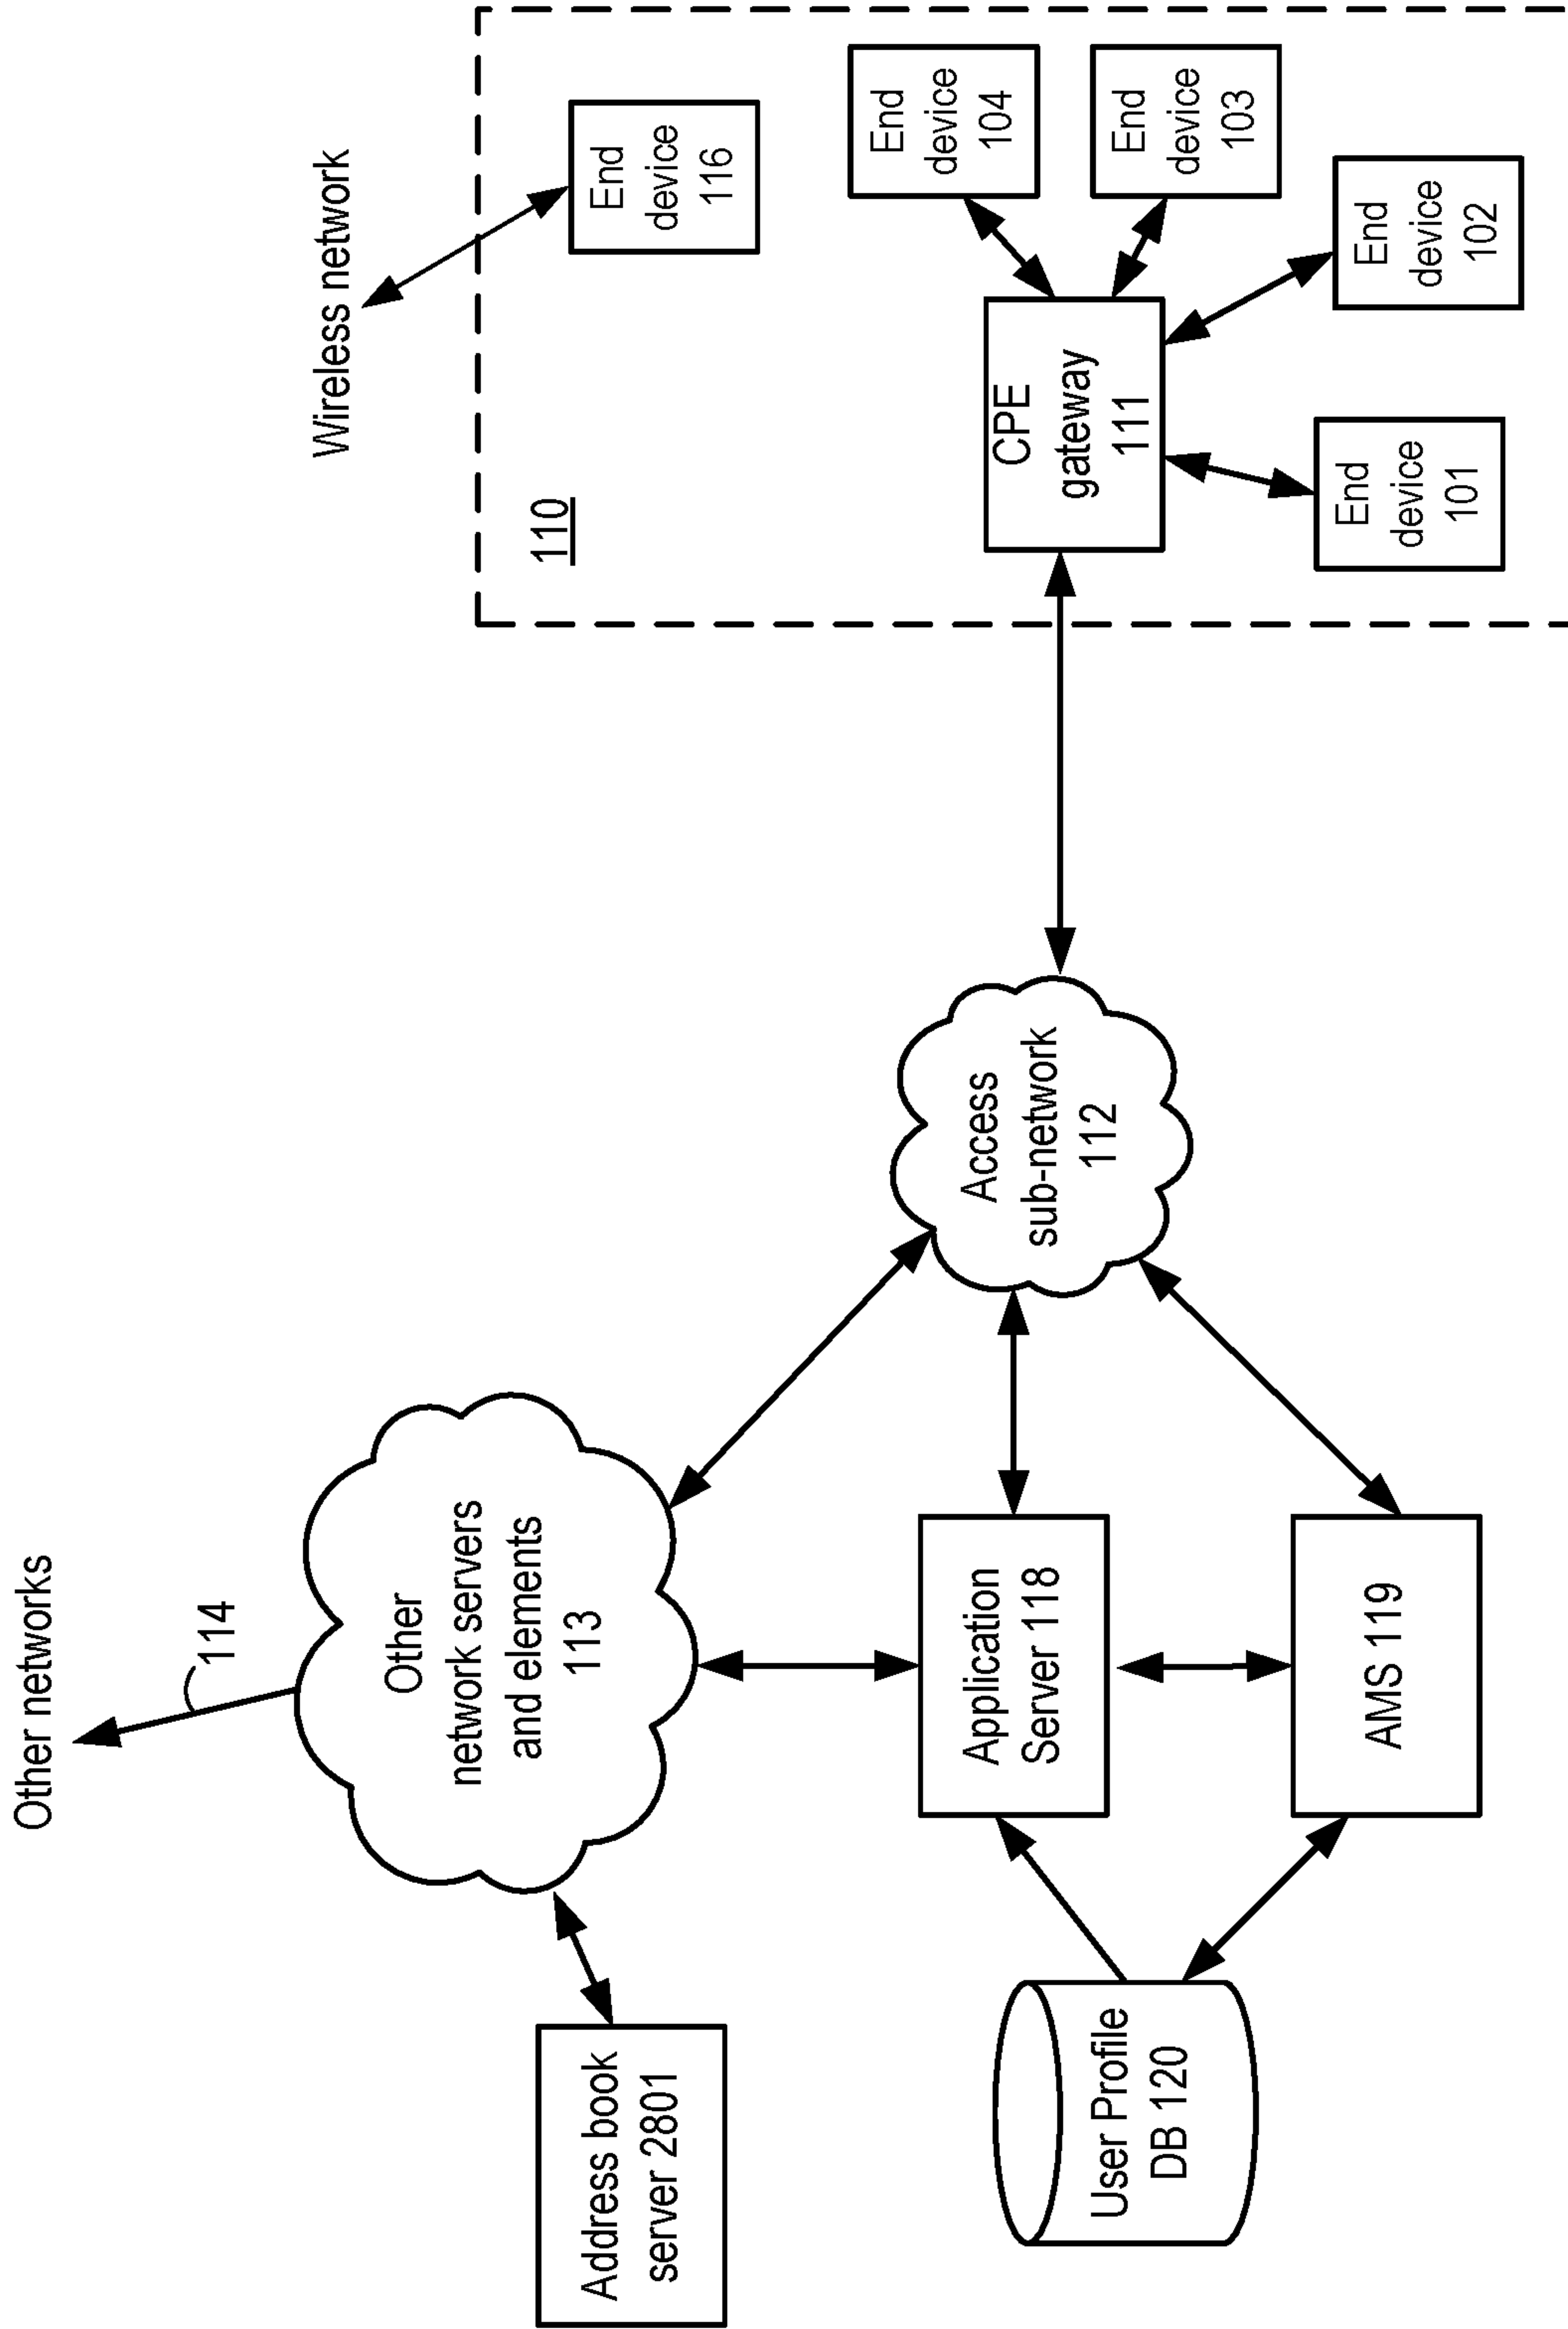 Other networks
114
Other
network servers
and elements
113
Address book
server 2801
User Profile
DB 120
Application
Server 118
AMS 119
Access
sub-network
112
Wireless network
110
End
device
116
CPE
gateway
111
End
device
104
End
device
103
End
device
102
End
device
101